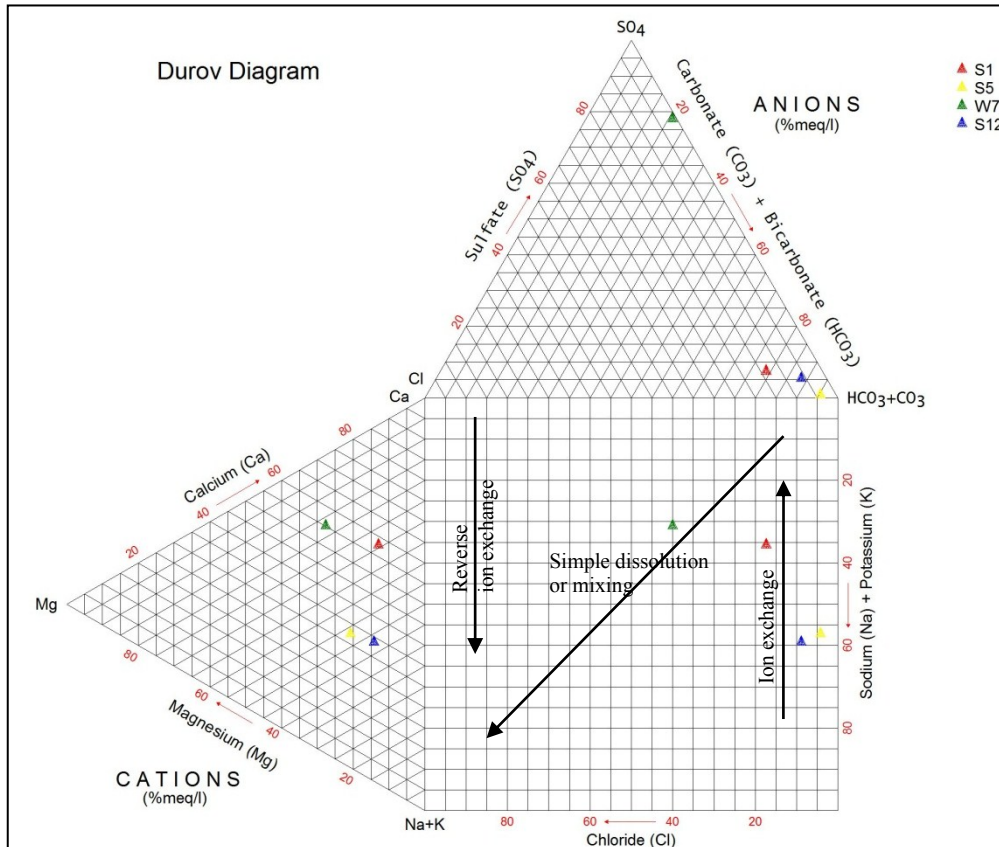 Durov Diagram
SO₄
S1
S5
W7
S12
ANIONS
(%meq/l)
Carbonate (CO₃) + Bicarbonate (HCO₃)
20
40
60
80
Sulfate (SO₄)
80
60
40
20
Cl
Ca
HCO₃+CO₃
Calcium (Ca)
80
60
40
20
Mg
80
60
40
20
Magnesium (Mg)
CATIONS
(%meq/l)
Na+K
Reverse
ion exchange
Simple dissolution
or mixing
Ion exchange
20
40
60
80
Sodium (Na) + Potassium (K)
80
60
40
20
Chloride (Cl)